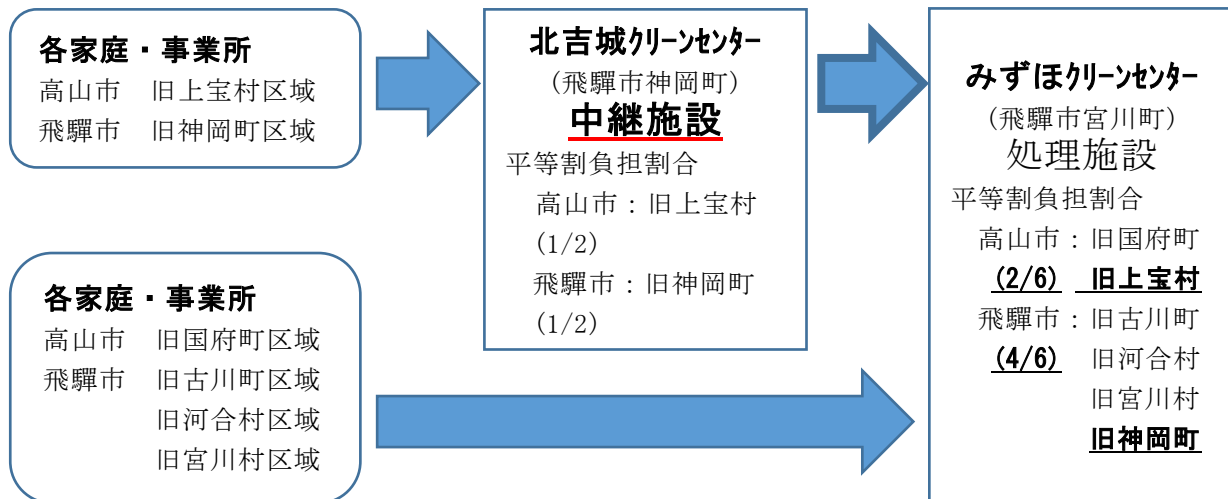 各家庭・事業所
高山市　旧上宝村区域
飛驒市　旧神岡町区域
北吉城クリーンセンター
(飛驒市神岡町)
中継施設
平等割負担割合
高山市：旧上宝村
(1/2)
飛驒市：旧神岡町
(1/2)
各家庭・事業所
高山市　旧国府町区域
飛驒市　旧古川町区域
旧河合村区域
旧宮川村区域
みずほクリーンセンター
(飛驒市宮川町)
処理施設
平等割負担割合
高山市：旧国府町
(2/6)　旧上宝村
飛驒市：旧古川町
(4/6)　旧河合村
旧宮川村
旧神岡町